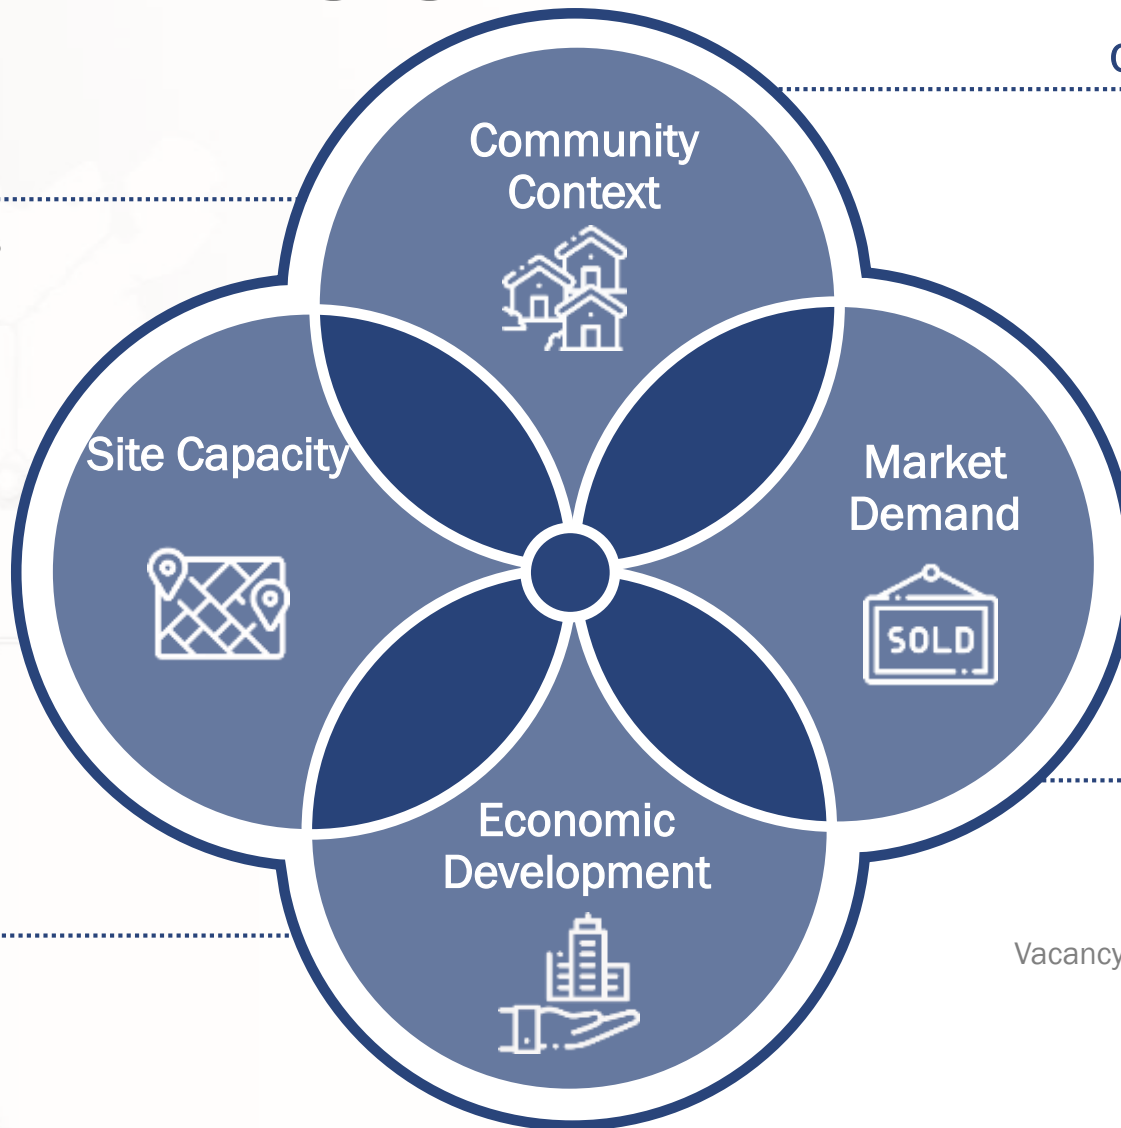 Community
Context
Site Capacity
Market
Demand
SOLD
Economic
Development
Vacancy